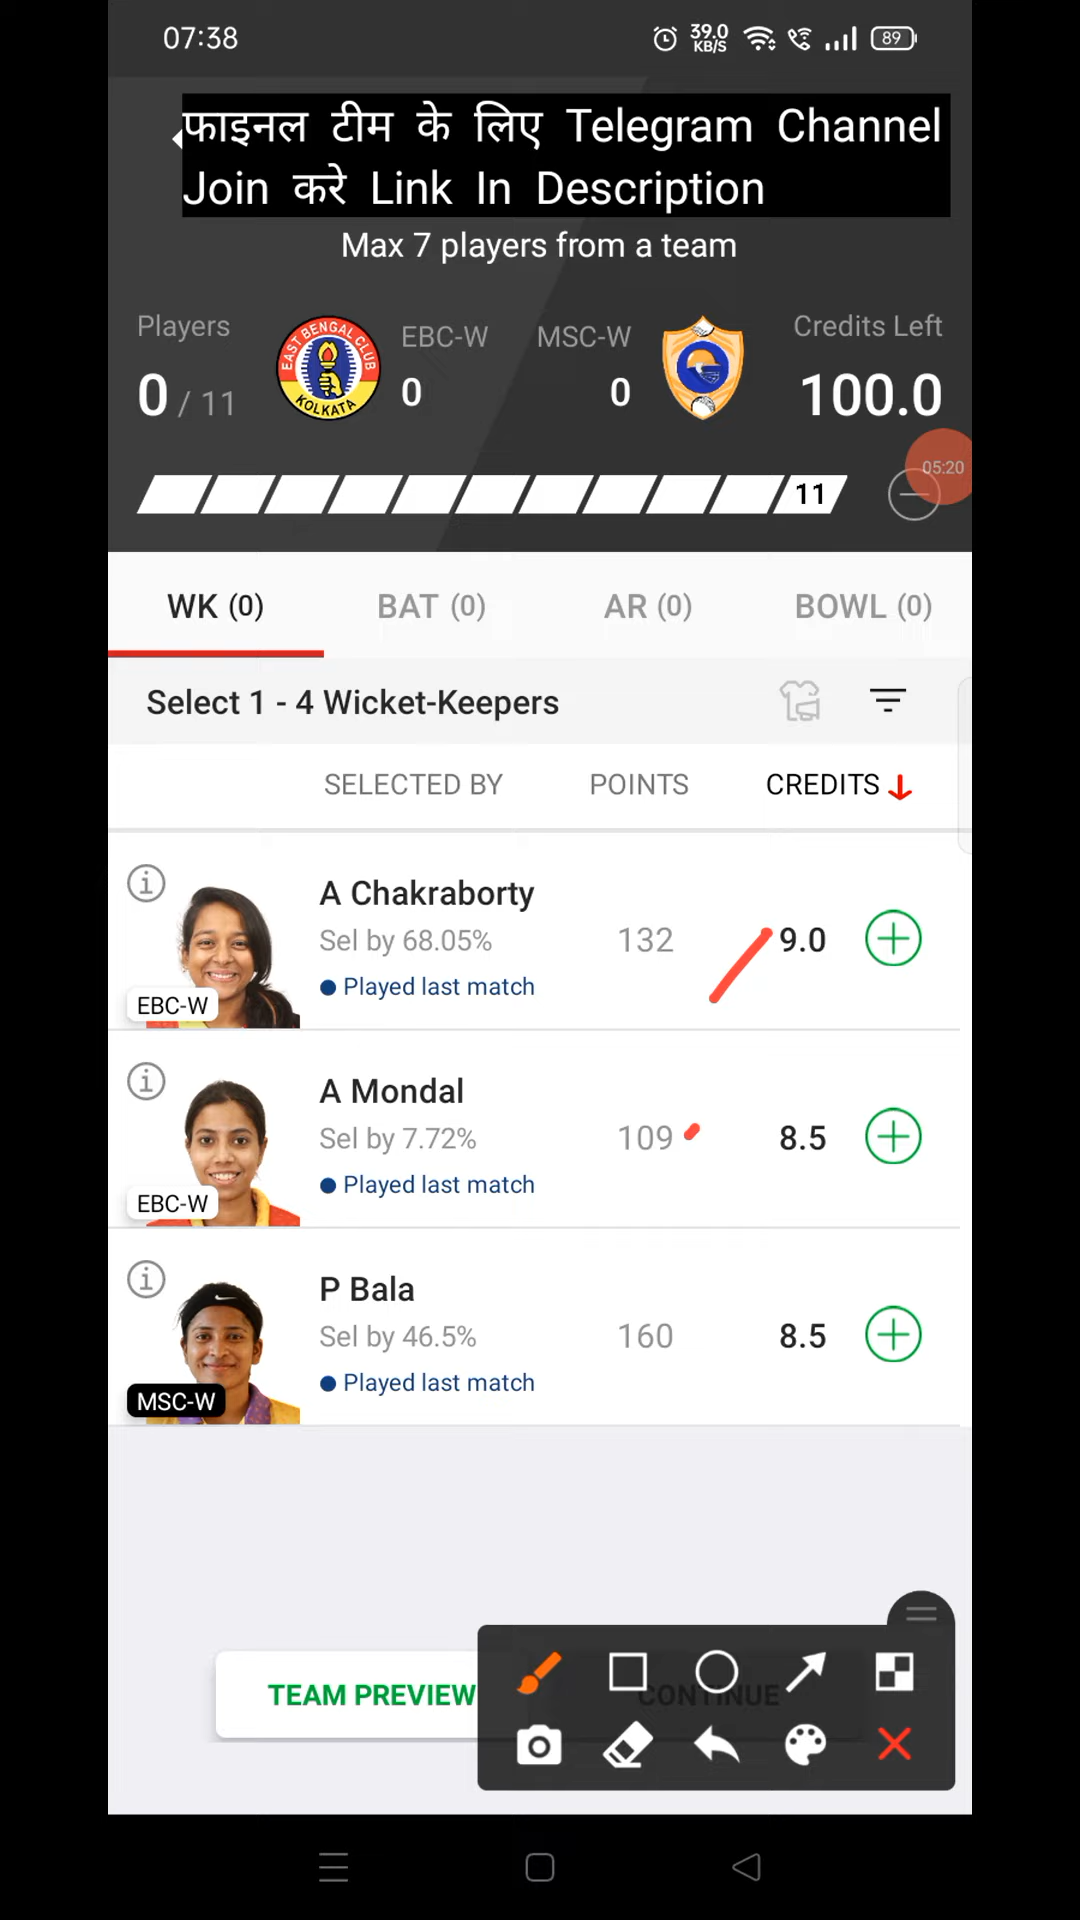 07:38
39.0
KB/S
89
फाइनल टीम के लिए Telegram Channel
Join करे Link In Description
Max 7 players from a team
Players
EBC-W
MSC-W
Credits Left
0 / 11
EAST BENGAL CLUB
KOLKATA
0
0
100.0
05:20
11
WK (0)
BAT (0)
AR (0)
BOWL (0)
Select 1 - 4 Wicket-Keepers
SELECTED BY
POINTS
CREDITS
A Chakraborty
Sel by 68.05%
132
9.0
Played last match
EBC-W
A Mondal
Sel by 7.72%
109
8.5
Played last match
EBC-W
P Bala
Sel by 46.5%
160
8.5
Played last match
MSC-W
TEAM PREVIEW
CONTINUE